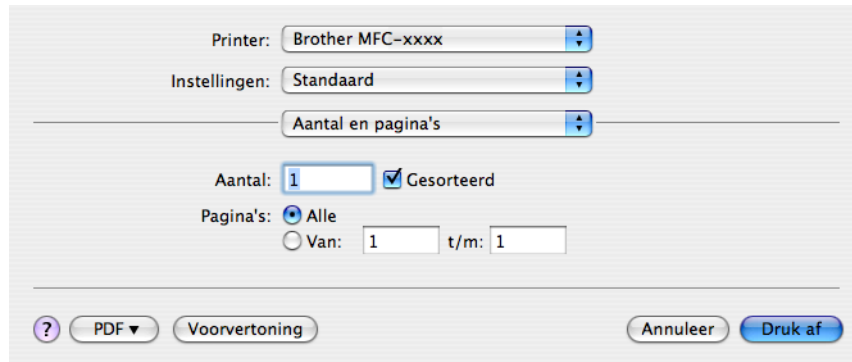 Printer: Brother MFC-xxxx
Instellingen: Standaard
Aantal en pagina's
Aantal: 1 Gesorteerd
Pagina's: Alle
Van: 1 t/m: 1
? PDF ▼ Voorvertoning Annuleer Druk af